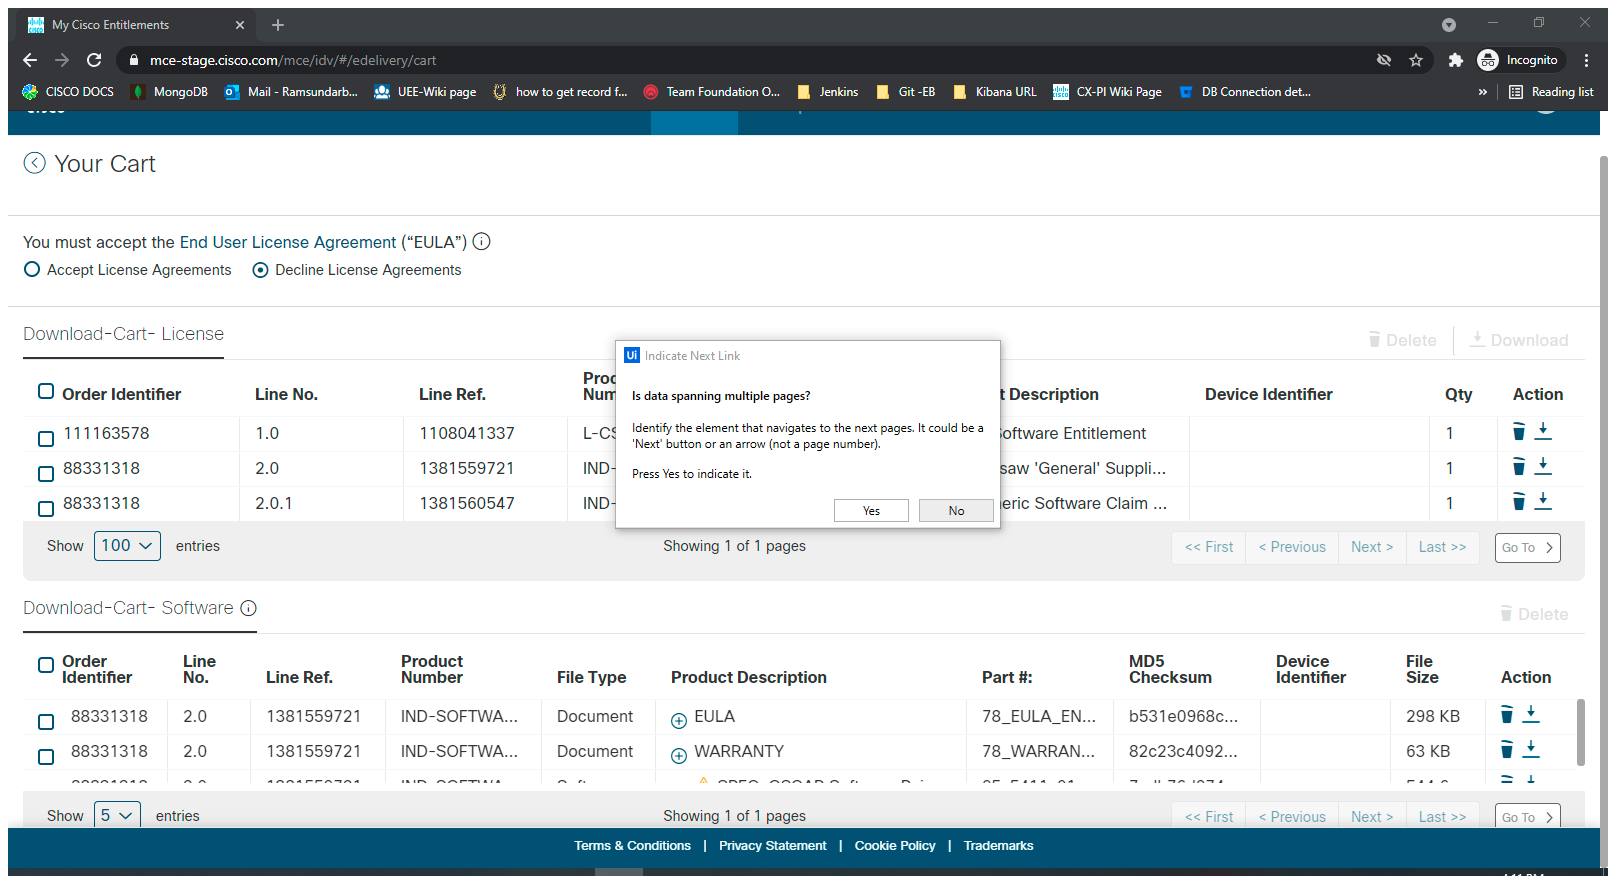 My Cisco Entitlements
mce-stage.cisco.com/mce/idv/#/edelivery/cart
Incognito
CISCO DOCS MongoDB Mail - Ramsundarb... UEE-Wiki page how to get record f... Team Foundation O... Jenkins Git -EB Kibana URL CX-PI Wiki Page DB Connection det... » Reading list
Your Cart
You must accept the End User License Agreement (“EULA”)
Accept License Agreements Decline License Agreements
Download-Cart- License
Delete Download
Order Identifier Line No. Line Ref. Description Device Identifier Qty Action
111163578 1.0 1108041337 L-CS Software Entitlement 1
88331318 2.0 1381559721 IND- saw 'General' Suppli... 1
88331318 2.0.1 1381560547 IND- eric Software Claim ... 1
Ui Indicate Next Link
Is data spanning multiple pages?
Identify the element that navigates to the next pages. It could be a
'Next' button or an arrow (not a page number).
Press Yes to indicate it.
Yes No
Show 100 entries Showing 1 of 1 pages << First < Previous Next > Last >> Go To
Download-Cart- Software
Delete
Order Identifier Line No. Line Ref. Product Number File Type Product Description Part #: MD5 Checksum Device Identifier File Size Action
88331318 2.0 1381559721 IND-SOFTWA... Document EULA 78_EULA_EN... b531e0968c... 298 KB
88331318 2.0 1381559721 IND-SOFTWA... Document WARRANTY 78_WARRAN... 82c23c4092... 63 KB
Show 5 entries Showing 1 of 1 pages << First < Previous Next > Last >> Go To
Terms & Conditions | Privacy Statement | Cookie Policy | Trademarks